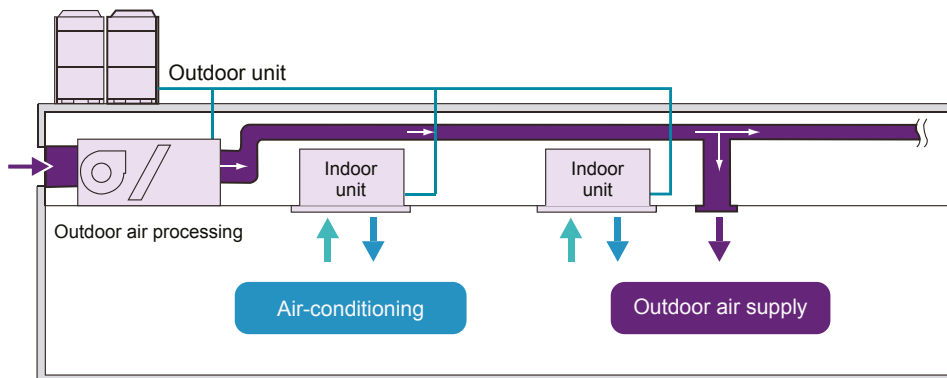 Outdoor unit
Indoor
unit
Indoor
unit
Outdoor air processing
Air-conditioning
Outdoor air supply